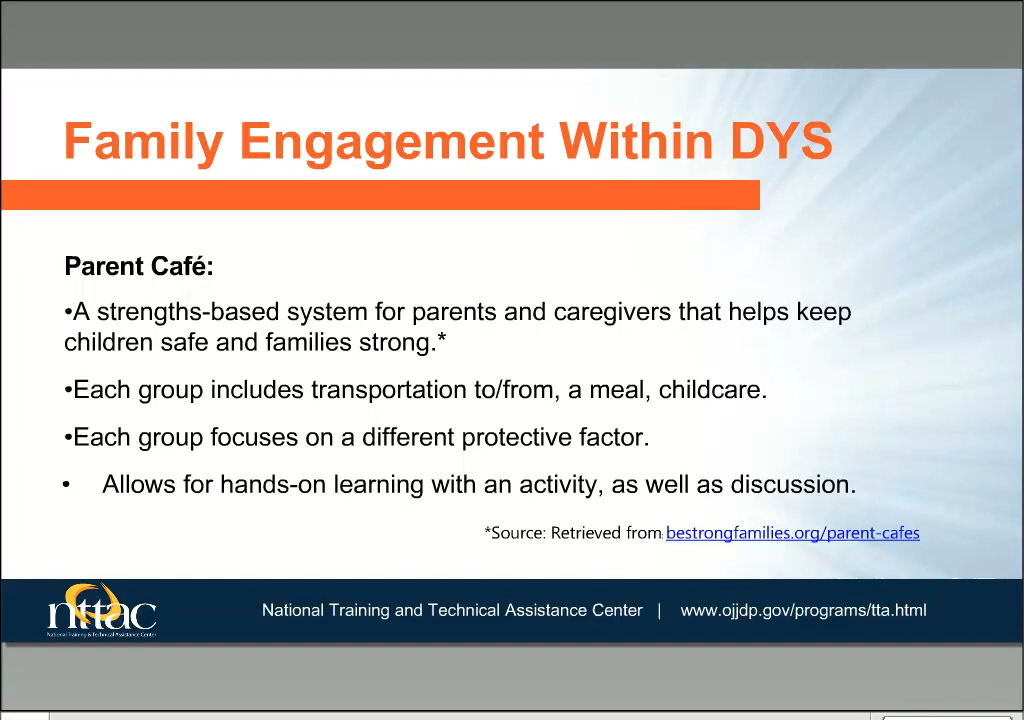 Family Engagement Within DYS
Parent Café:
•A strengths-based system for parents and caregivers that helps keep
children safe and families strong.*
•Each group includes transportation to/from, a meal, childcare.
•Each group focuses on a different protective factor.
• Allows for hands-on learning with an activity, as well as discussion.
*Source: Retrieved from: bestrongfamilies.org/parent-cafes
nttac
National Training & Technical Assistance Center
National Training and Technical Assistance Center | www.ojjdp.gov/programs/tta.html